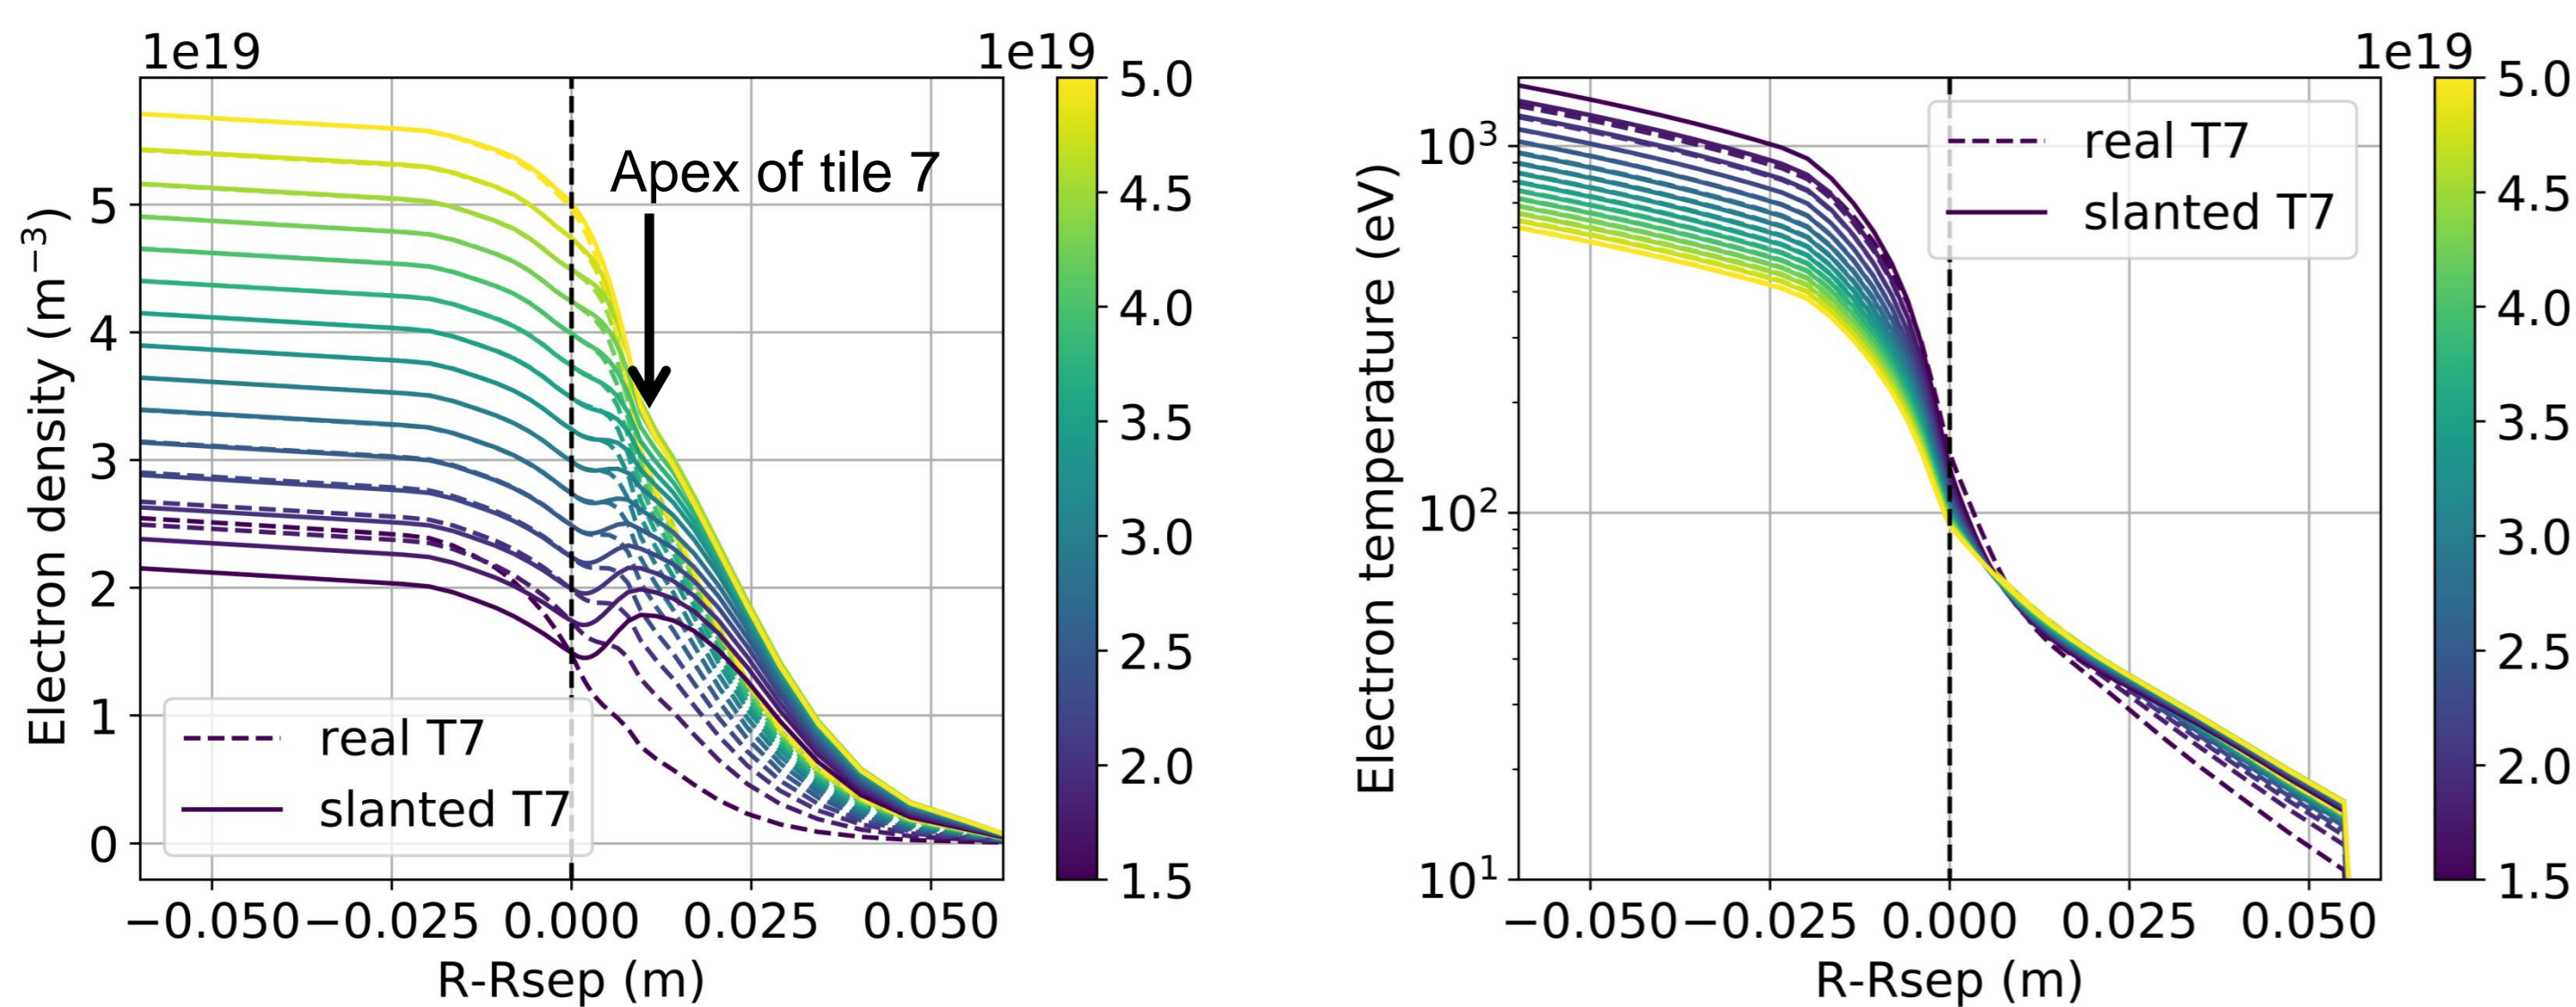 1e19
1e19
Electron density (m⁻³)
5
4
3
2
1
0
Apex of tile 7
real T7
slanted T7
−0.050
−0.025
0.000
0.025
0.050
R-Rsep (m)
5.0
4.5
4.0
3.5
3.0
2.5
2.0
1.5
1e19
Electron temperature (eV)
10³
10²
10¹
real T7
slanted T7
−0.050
−0.025
0.000
0.025
0.050
R-Rsep (m)
5.0
4.5
4.0
3.5
3.0
2.5
2.0
1.5